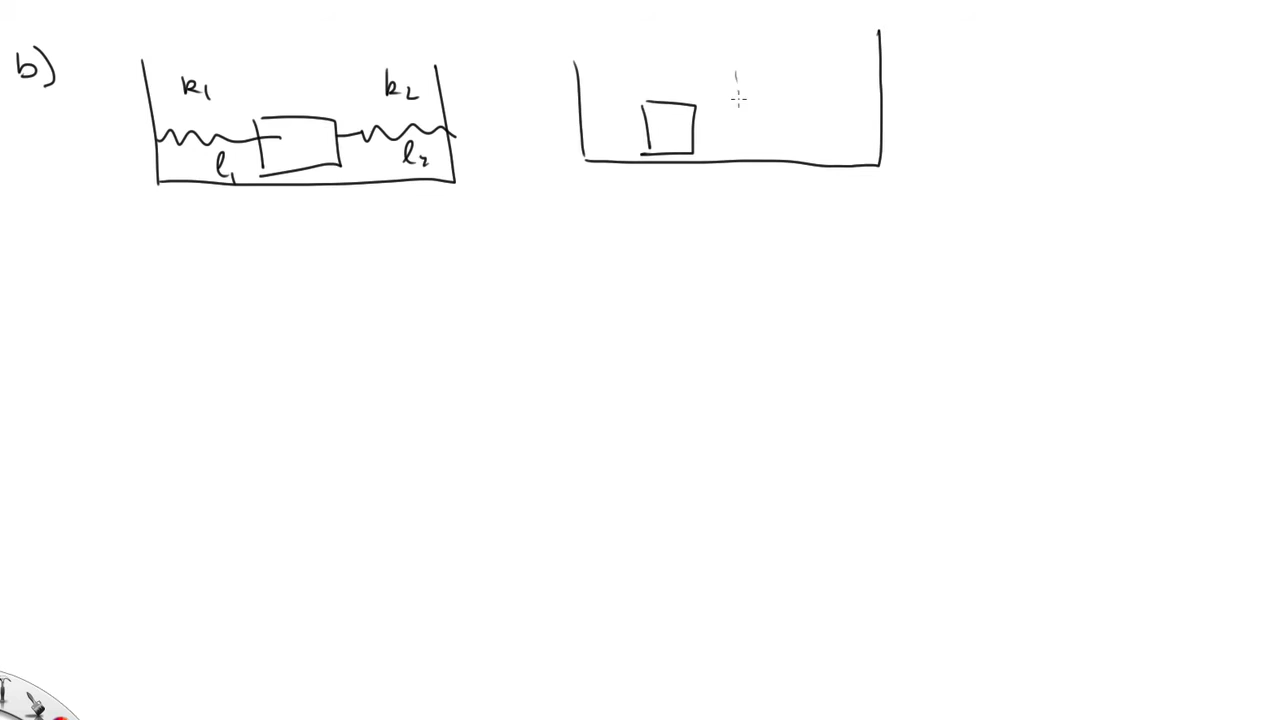 b)
k₁ k₂
l₁ l₂